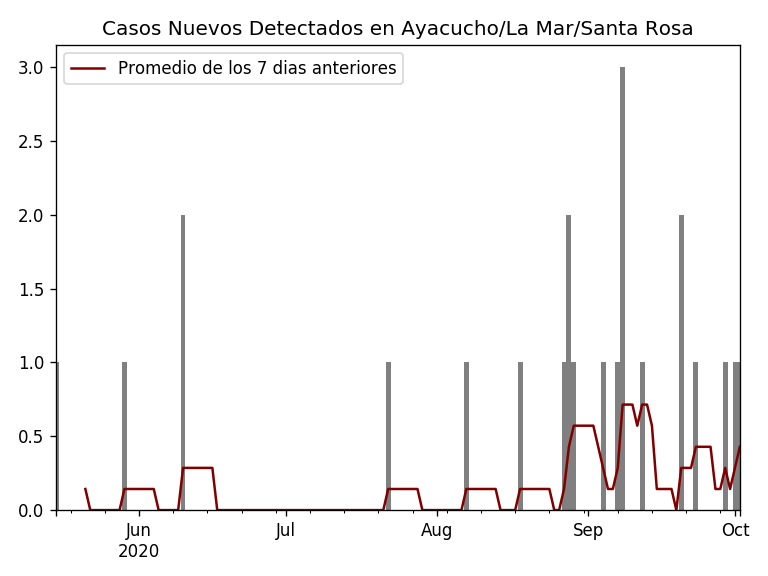 Casos Nuevos Detectados en Ayacucho/La Mar/Santa Rosa
Promedio de los 7 dias anteriores
3.0
2.5
2.0
1.5
1.0
0.5
0.0
Jun Jul Aug Sep Oct
2020